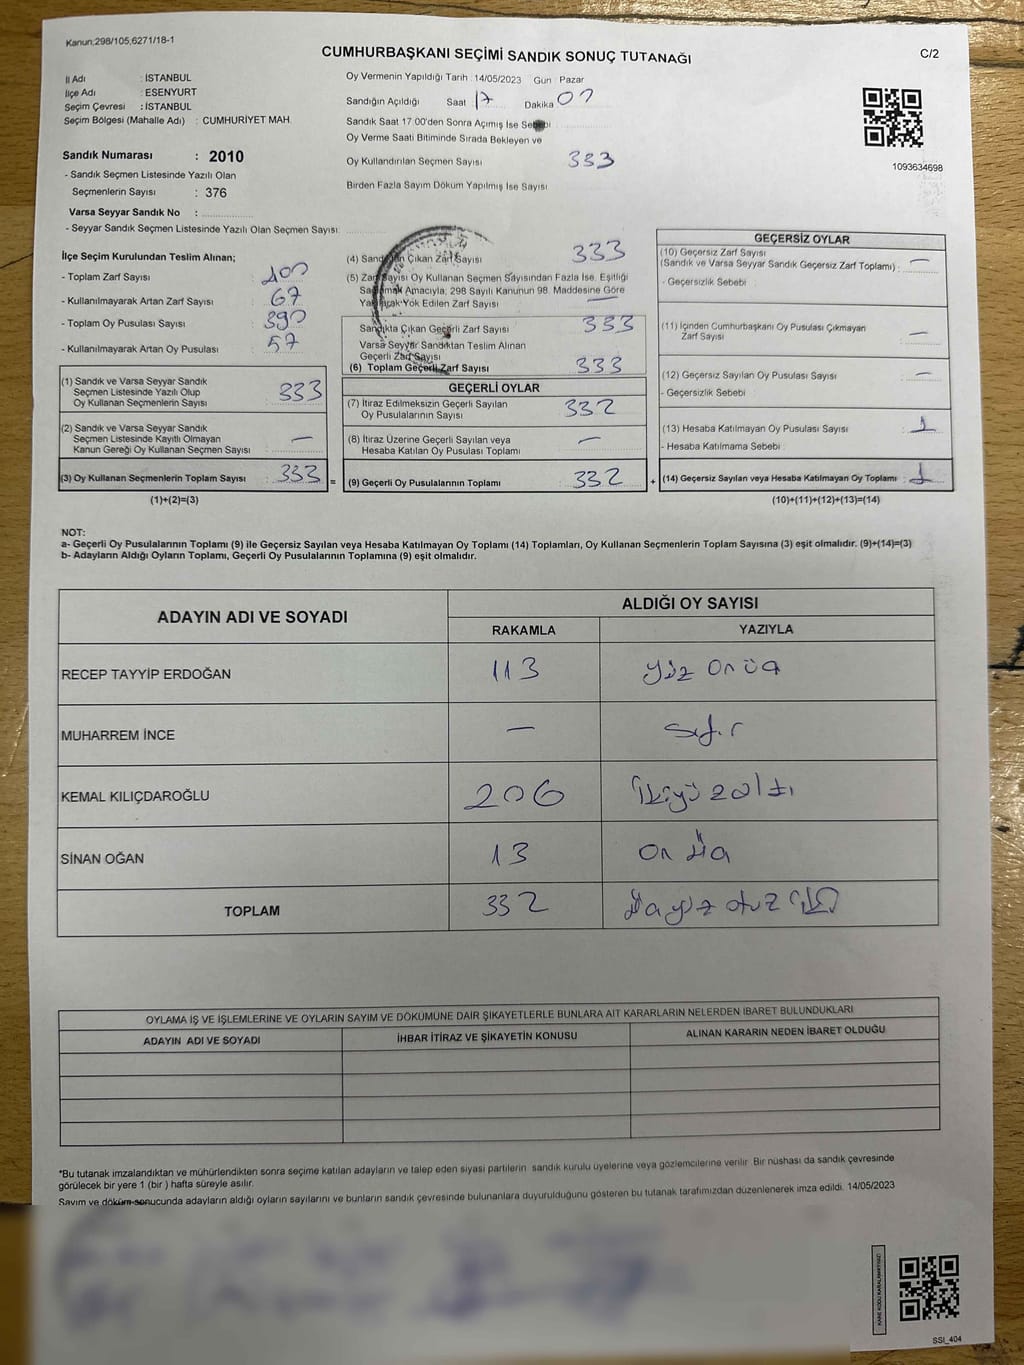 Kanun;298/105,6271/18-1
CUMHURBAŞKANI SEÇİMİ SANDIK SONUÇ TUTANAĞI
C/2
İl Adı : İSTANBUL
İlçe Adı : ESENYURT
Seçim Çevresi : İSTANBUL
Seçim Bölgesi (Mahalle Adı) : CUMHURİYET MAH.
Sandık Numarası : 2010
- Sandık Seçmen Listesinde Yazılı Olan
Seçmenlerin Sayısı : 376
Varsa Seyyar Sandık No :
- Seyyar Sandık Seçmen Listesinde Yazılı Olan Seçmen Sayısı:
Oy Vermenin Yapıldığı Tarih : 14/05/2023 Gün : Pazar
Sandığın Açıldığı Saat 17 Dakika 01
Sandık Saat 17:00'den Sonra Açımış İse Sebebi
Oy Verme Saati Bitiminde Sırada Bekleyen ve
Oy Kullandırılan Seçmen Sayısı 333
Birden Fazla Sayım Döküm Yapılmış İse Sayısı
1093634698
İlçe Seçim Kurulundan Teslim Alınan;
- Toplam Zarf Sayısı : 400
- Kullanılmayarak Artan Zarf Sayısı : 67
- Toplam Oy Pusulası Sayısı : 390
- Kullanılmayarak Artan Oy Pusulası : 57
(1) Sandık ve Varsa Seyyar Sandık
Seçmen Listesinde Yazılı Olup
Oy Kullanan Seçmenlerin Sayısı : 333
(2) Sandık ve Varsa Seyyar Sandık
Seçmen Listesinde Kayıtlı Olmayan
Kanun Gereği Oy Kullanan Seçmen Sayısı : —
(3) Oy Kullanan Seçmenlerin Toplam Sayısı : 333
(1)+(2)=(3)
=
(4) Sandıktan Çıkan Zarf Sayısı 333
(5) Zarf Sayısı Oy Kullanan Seçmen Sayısından Fazla İse, Eşitliği
Sağlamak Amacıyla; 298 Sayılı Kanunun 98. Maddesine Göre
Yakılarak Yok Edilen Zarf Sayısı —
Sandıkta Çıkan Geçerli Zarf Sayısı 333
Varsa Seyyar Sandıktan Teslim Alınan
Geçerli Zarf Sayısı
(6) Toplam Geçerli Zarf Sayısı 333
GEÇERLİ OYLAR
(7) İtiraz Edilmeksizin Geçerli Sayılan
Oy Pusulalarının Sayısı : 332
(8) İtiraz Üzerine Geçerli Sayılan veya
Hesaba Katılan Oy Pusulası Toplamı : —
(9) Geçerli Oy Pusulalarının Toplamı : 332
+
GEÇERSİZ OYLAR
(10) Geçersiz Zarf Sayısı
(Sandık ve Varsa Seyyar Sandık Geçersiz Zarf Toplamı) : —
- Geçersizlik Sebebi :
(11) İçinden Cumhurbaşkanı Oy Pusulası Çıkmayan
Zarf Sayısı : —
(12) Geçersiz Sayılan Oy Pusulası Sayısı : —
- Geçersizlik Sebebi
(13) Hesaba Katılmayan Oy Pusulası Sayısı : 1
- Hesaba Katılmama Sebebi :
(14) Geçersiz Sayılan veya Hesaba Katılmayan Oy Toplamı : 1
(10)+(11)+(12)+(13)=(14)
NOT:
a- Geçerli Oy Pusulalarının Toplamı (9) ile Geçersiz Sayılan veya Hesaba Katılmayan Oy Toplamı (14) Toplamları, Oy Kullanan Seçmenlerin Toplam Sayısına (3) eşit olmalıdır. (9)+(14)=(3)
b- Adayların Aldığı Oyların Toplamı, Geçerli Oy Pusulalarının Toplamına (9) eşit olmalıdır.
ADAYIN ADI VE SOYADI
ALDIĞI OY SAYISI
RAKAMLA YAZIYLA
RECEP TAYYİP ERDOĞAN 113 yüz on üç
MUHARREM İNCE — sıfır
KEMAL KILIÇDAROĞLU 206 ikiyüzaltı
SİNAN OĞAN 13 on üç
TOPLAM 332 üçyüz otuz iki
OYLAMA İŞ VE İŞLEMLERİNE VE OYLARIN SAYIM VE DÖKÜMÜNE DAİR ŞİKAYETLERLE BUNLARA AİT KARARLARIN NELERDEN İBARET BULUNDUKLARI
ADAYIN ADI VE SOYADI İHBAR İTİRAZ VE ŞİKAYETİN KONUSU ALINAN KARARIN NEDEN İBARET OLDUĞU
*Bu tutanak imzalandıktan ve mühürlendikten sonra seçime katılan adayların ve talep eden siyasi partilerin sandık kurulu üyelerine veya gözlemcilerine verilir. Bir nüshası da sandık çevresinde
görülecek bir yere 1 (bir ) hafta süreyle asılır.
Sayım ve döküm sonucunda adayların aldığı oyların sayılarını ve bunların sandık çevresinde bulunanlara duyurulduğunu gösteren bu tutanak tarafımızdan düzenlenerek imza edildi. 14/05/2023
KARE KODU KARALAMAYINIZ!
SSI_404